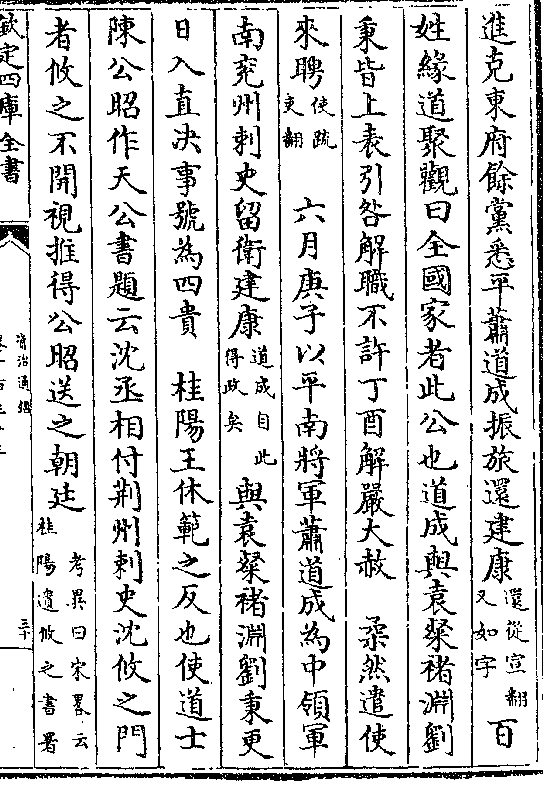 進克東府餘黨悉平蕭道成振旅還建康還從宣翻又如字百
姓緣道聚觀曰全國家者此公也道成與袁粲褚淵劉
秉皆上表引咎解職不許丁酉解嚴大赦 柔然遣使
來聘使疏吏翻 六月庚子以平南將軍蕭道成為中領軍
南兖州刺史留衛建康道成自此得政矣 與袁粲褚淵劉秉更
日入直决事號為四貴 桂陽王休範之反也使道士
陳公昭作天公書題云沈丞相付荆州刺史沈攸之門
者攸之不開視推得公昭送之朝廷考異曰宋畧云桂陽遺攸之書署
欽定四庫全書
資治通鑑
三十